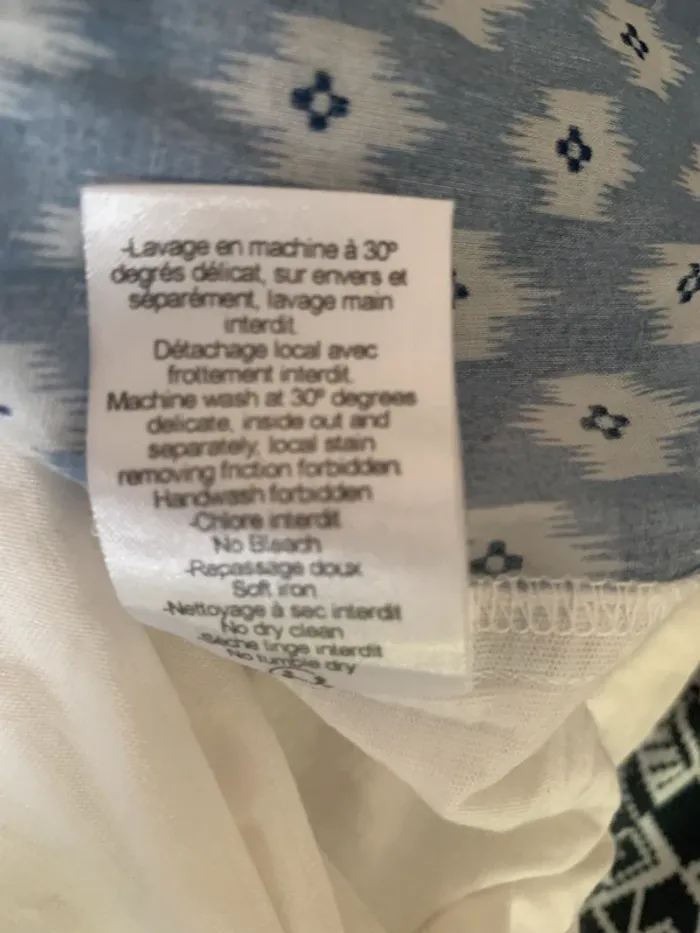 -Lavage en machine à 30°
degrés délicat, sur envers et
séparément, lavage main
interdit.
Détachage local avec
frottement interdit.
Machine wash at 30° degrees
delicate, inside out and
separately, local stain
removing friction forbidden
Handwash forbidden
-Chlore interdit
No Bleach
-Repassage doux
Soft iron
-Nettoyage à sec interdit
No dry clean
-Sèche linge interdit
No tumble dry